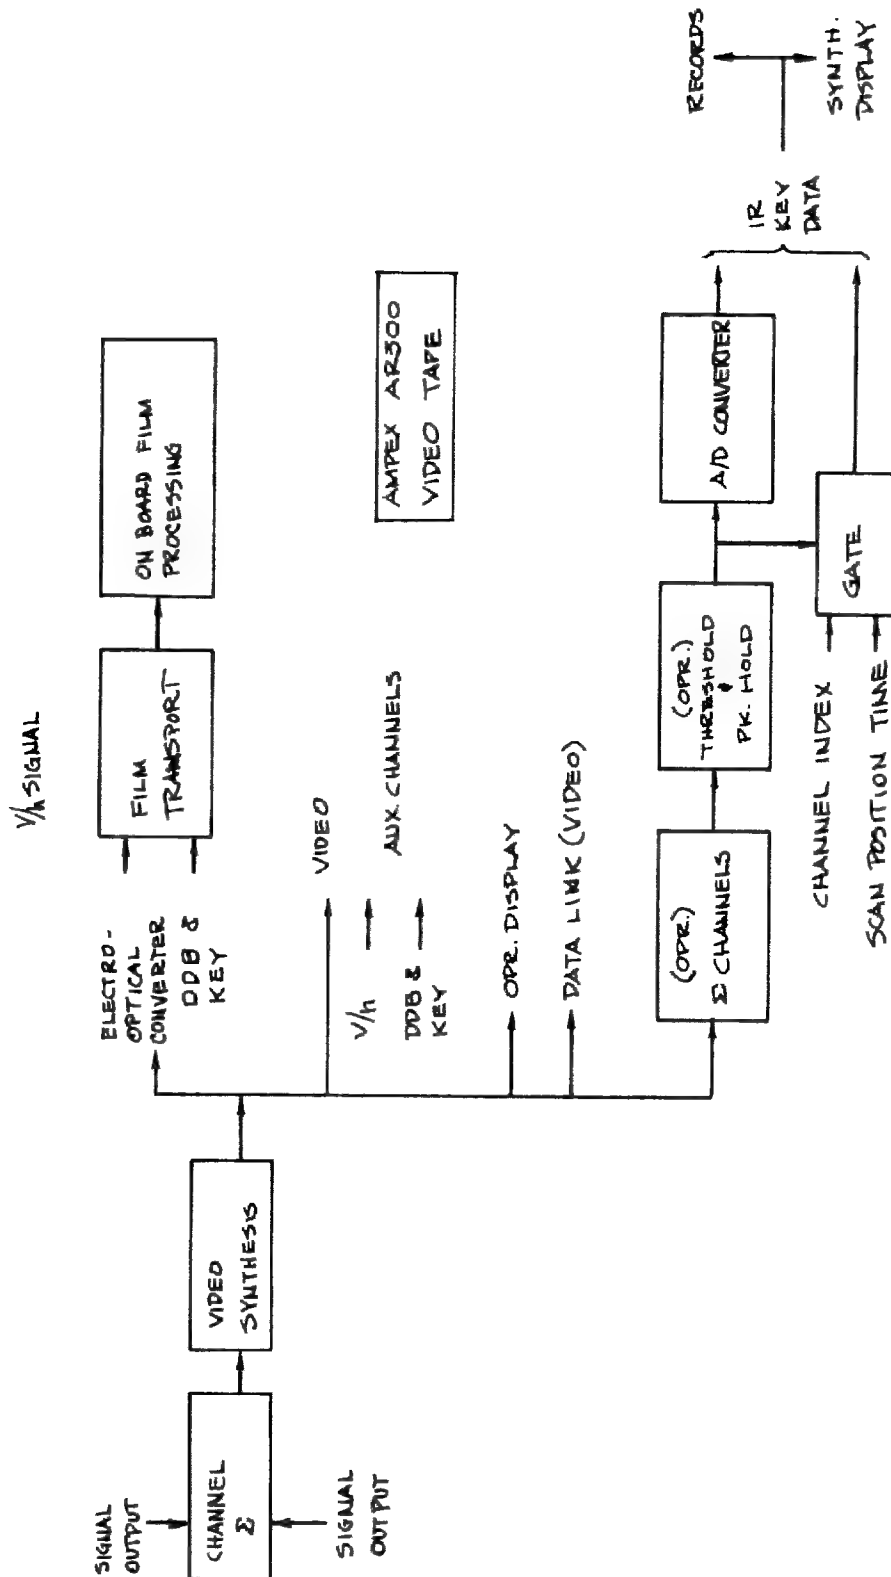 V/h SIGNAL
SIGNAL
OUTPUT
CHANNEL
Σ
SIGNAL
OUTPUT
VIDEO
SYNTHESIS
ELECTRO-
OPTICAL
CONVERTER
DDB &
KEY
FILM
TRANSPORT
ON BOARD FILM
PROCESSING
VIDEO
V/h
AUX CHANNELS
DDB &
KEY
AMPEX AR300
VIDEO TAPE
OPR. DISPLAY
DATA LINK (VIDEO)
(OPR.)
Σ CHANNELS
(OPR.)
THRESHOLD
&
PK. HOLD
A/D CONVERTER
CHANNEL INDEX
SCAN POSITION TIME
GATE
IR
KEY
DATA
RECORDS
SYNTH.
DISPLAY